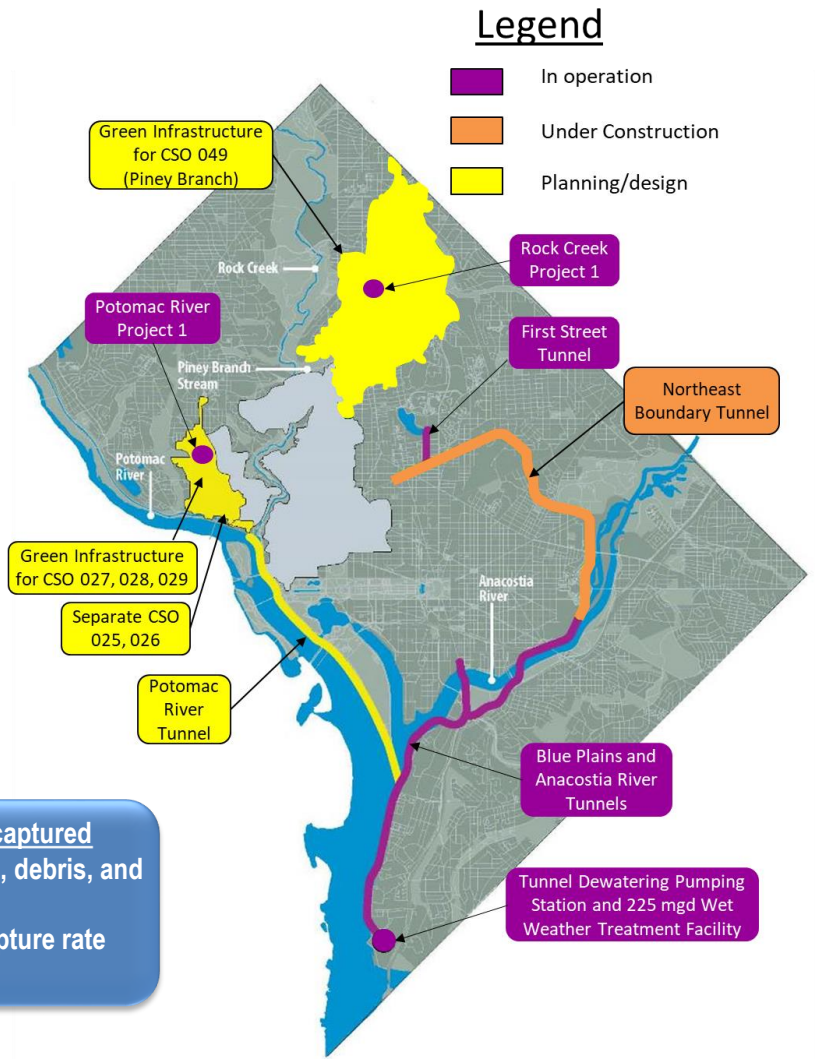 Legend
In operation
Under Construction
Planning/design
Green Infrastructure
for CSO 049
(Piney Branch)
Rock Creek
Rock Creek
Project 1
Potomac River
Project 1
First Street
Tunnel
Piney Branch
Stream
Northeast
Boundary Tunnel
Potomac
River
Green Infrastructure
for CSO 027, 028, 029
Anacostia
River
Separate CSO
025, 026
Potomac
River
Tunnel
Blue Plains and
Anacostia River
Tunnels
captured
, debris, and
pture rate
Tunnel Dewatering Pumping
Station and 225 mgd Wet
Weather Treatment Facility